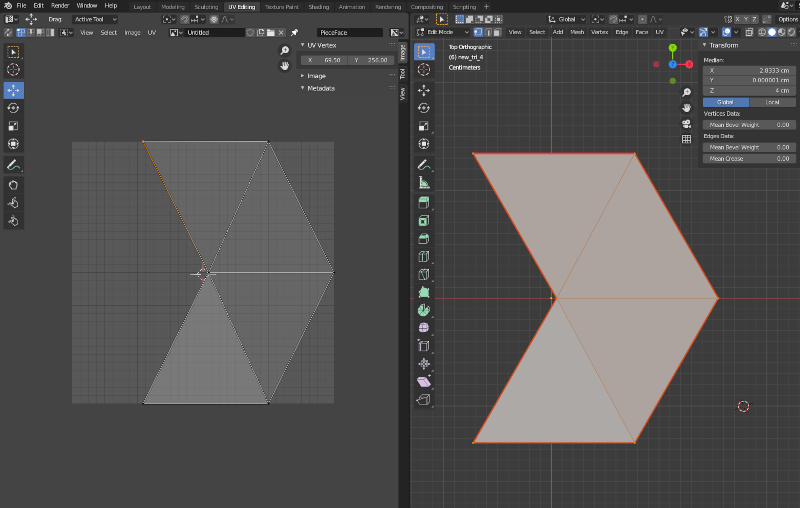 File Edit Render Window Help Layout Modeling Sculpting UV Editing Texture Paint Shading Animation Rendering Compositing Scripting
Drag: Active Tool
Global
Options
View Select Image UV
Untitled
PieceFace
Edit Mode
View Select Add Mesh Vertex Edge Face UV
UV Vertex
X 69.50 Y 256.00
Image
Metadata
Image
Tool
View
Top Orthographic
(6) new_tri_4
Centimeters
Transform
Median:
X 2.8333 cm
Y 0.000001 cm
Z 4 cm
Global Local
Vertices Data:
Mean Bevel Weight 0.00
Edges Data:
Mean Bevel Weight 0.00
Mean Crease 0.00
X Y Z